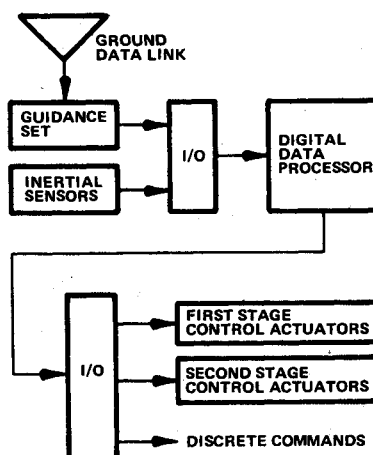 GROUND
DATA LINK
GUIDANCE
SET
INERTIAL
SENSORS
I/O
DIGITAL
DATA
PROCESSOR
I/O
FIRST STAGE
CONTROL ACTUATORS
SECOND STAGE
CONTROL ACTUATORS
DISCRETE COMMANDS